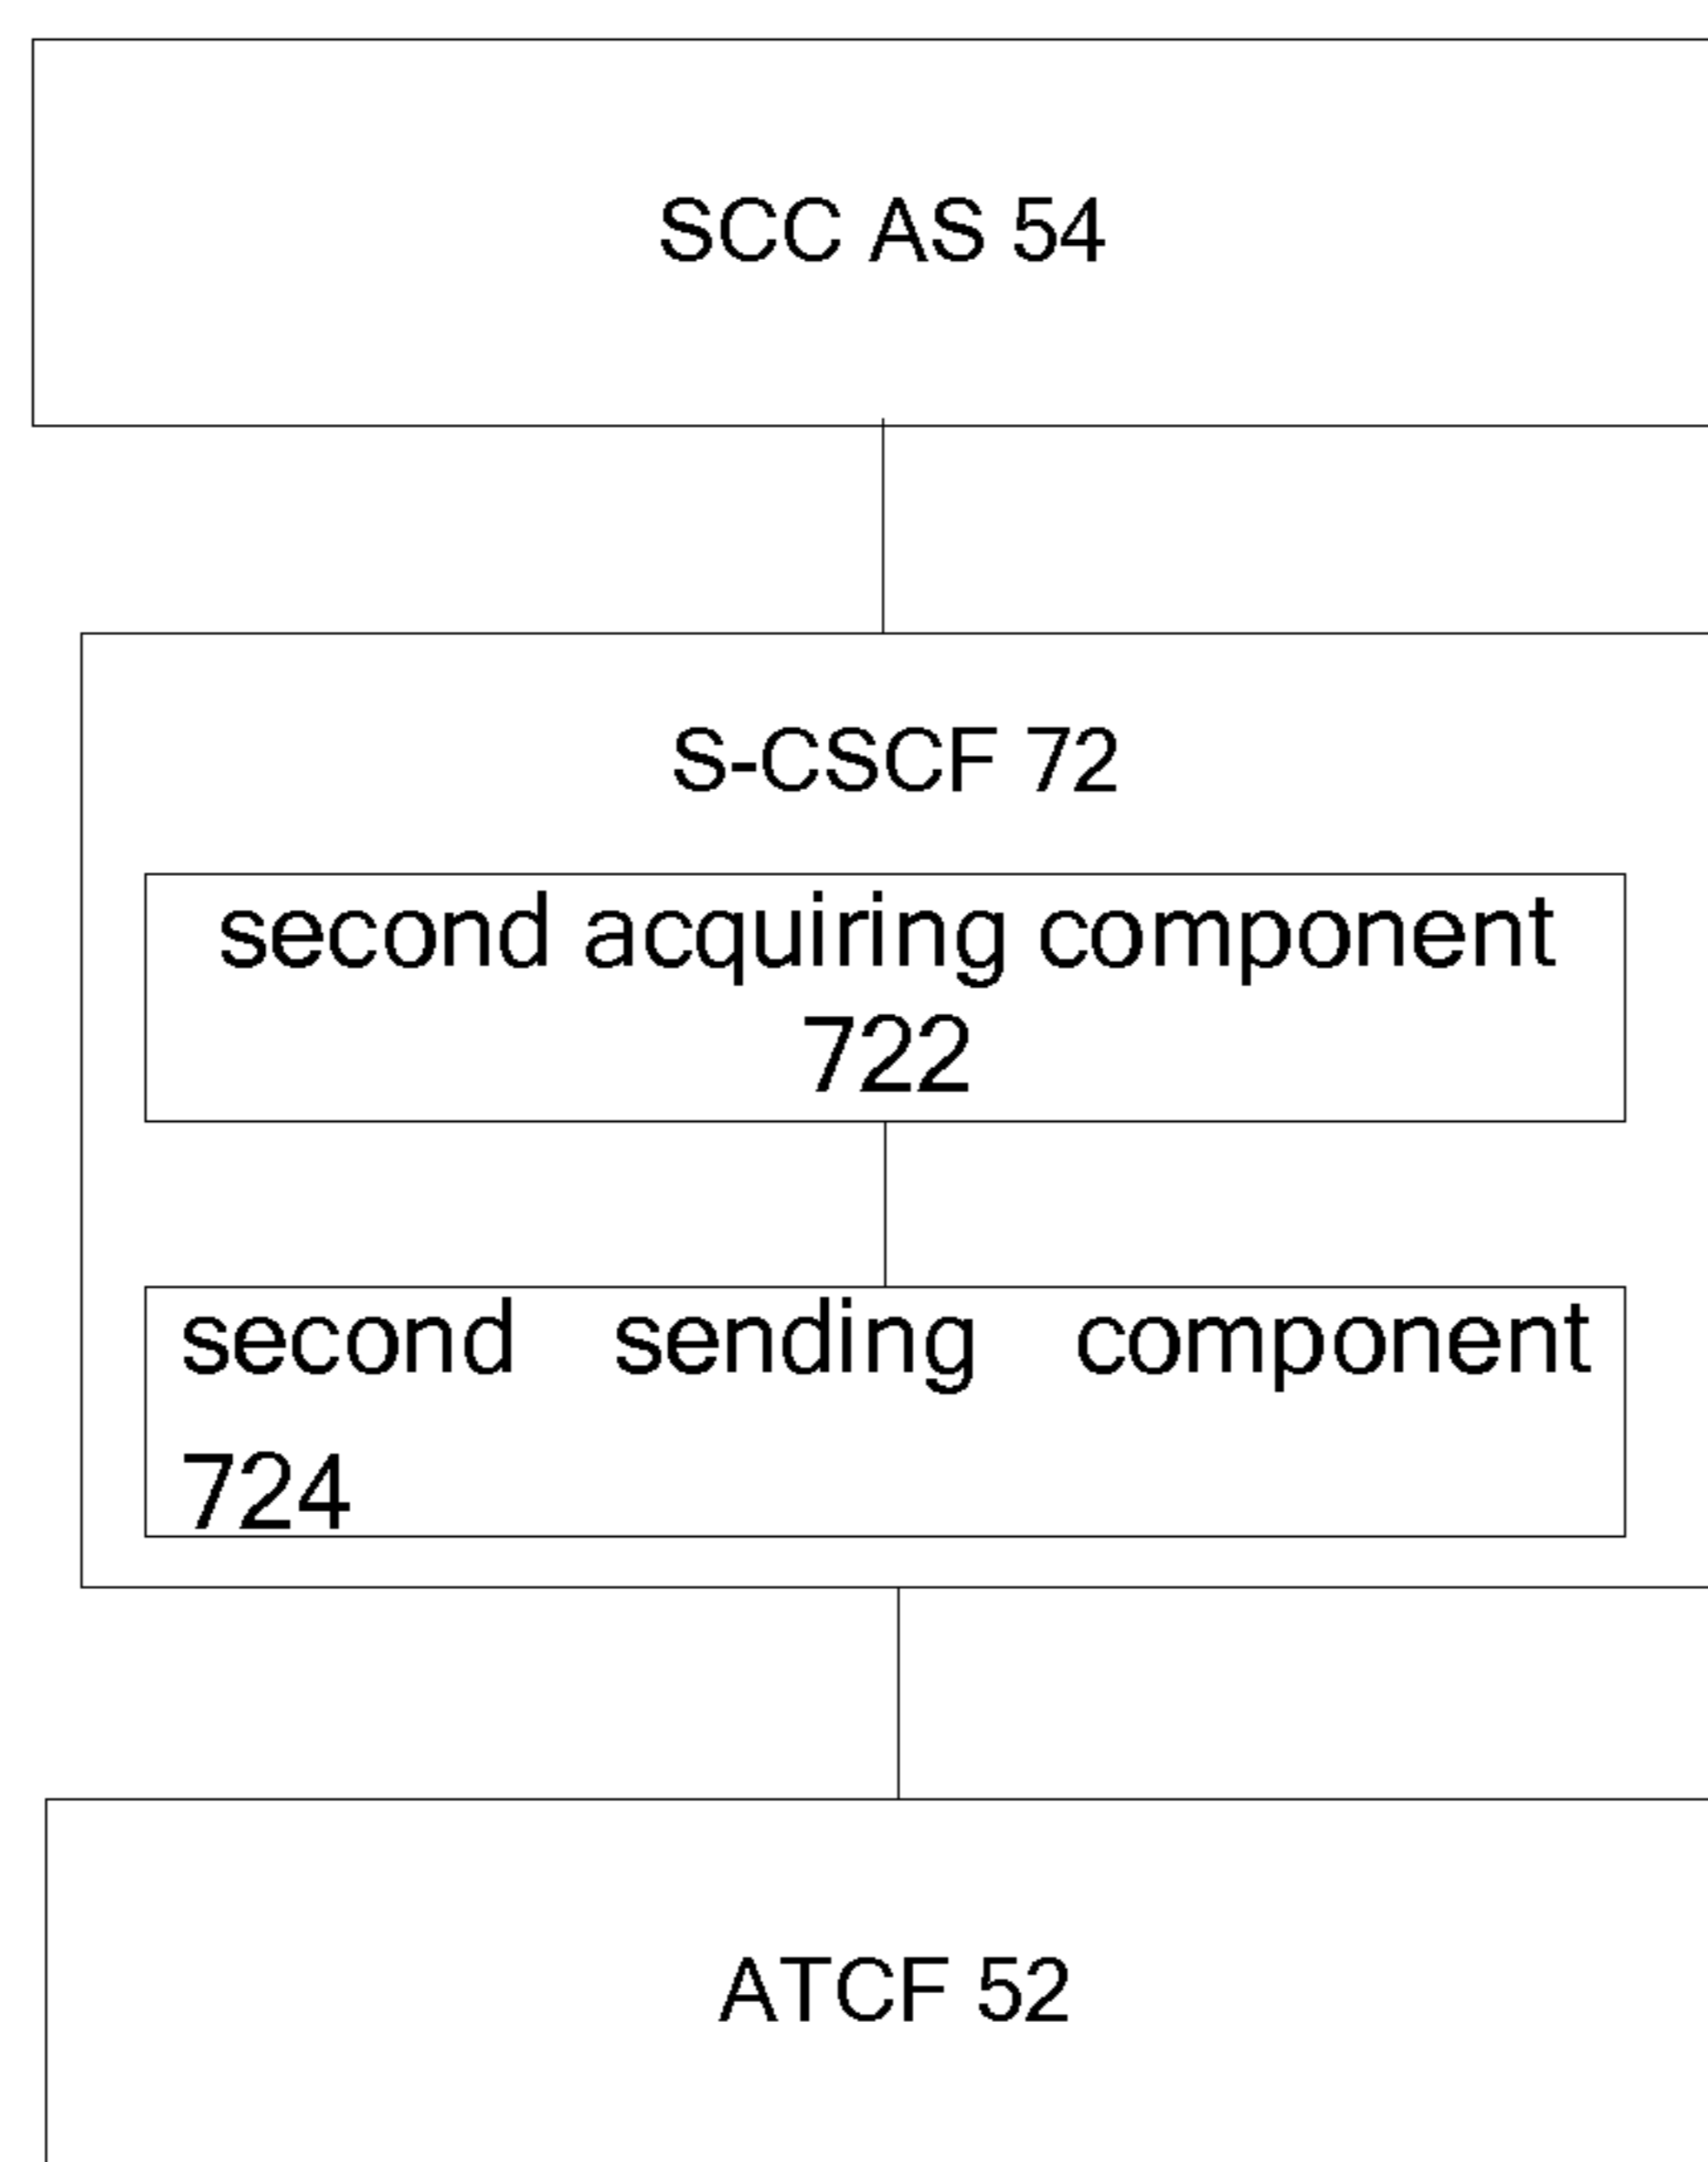 SCC AS 54
S-CSCF 72
second acquiring component
722
second sending component
724
ATCF 52